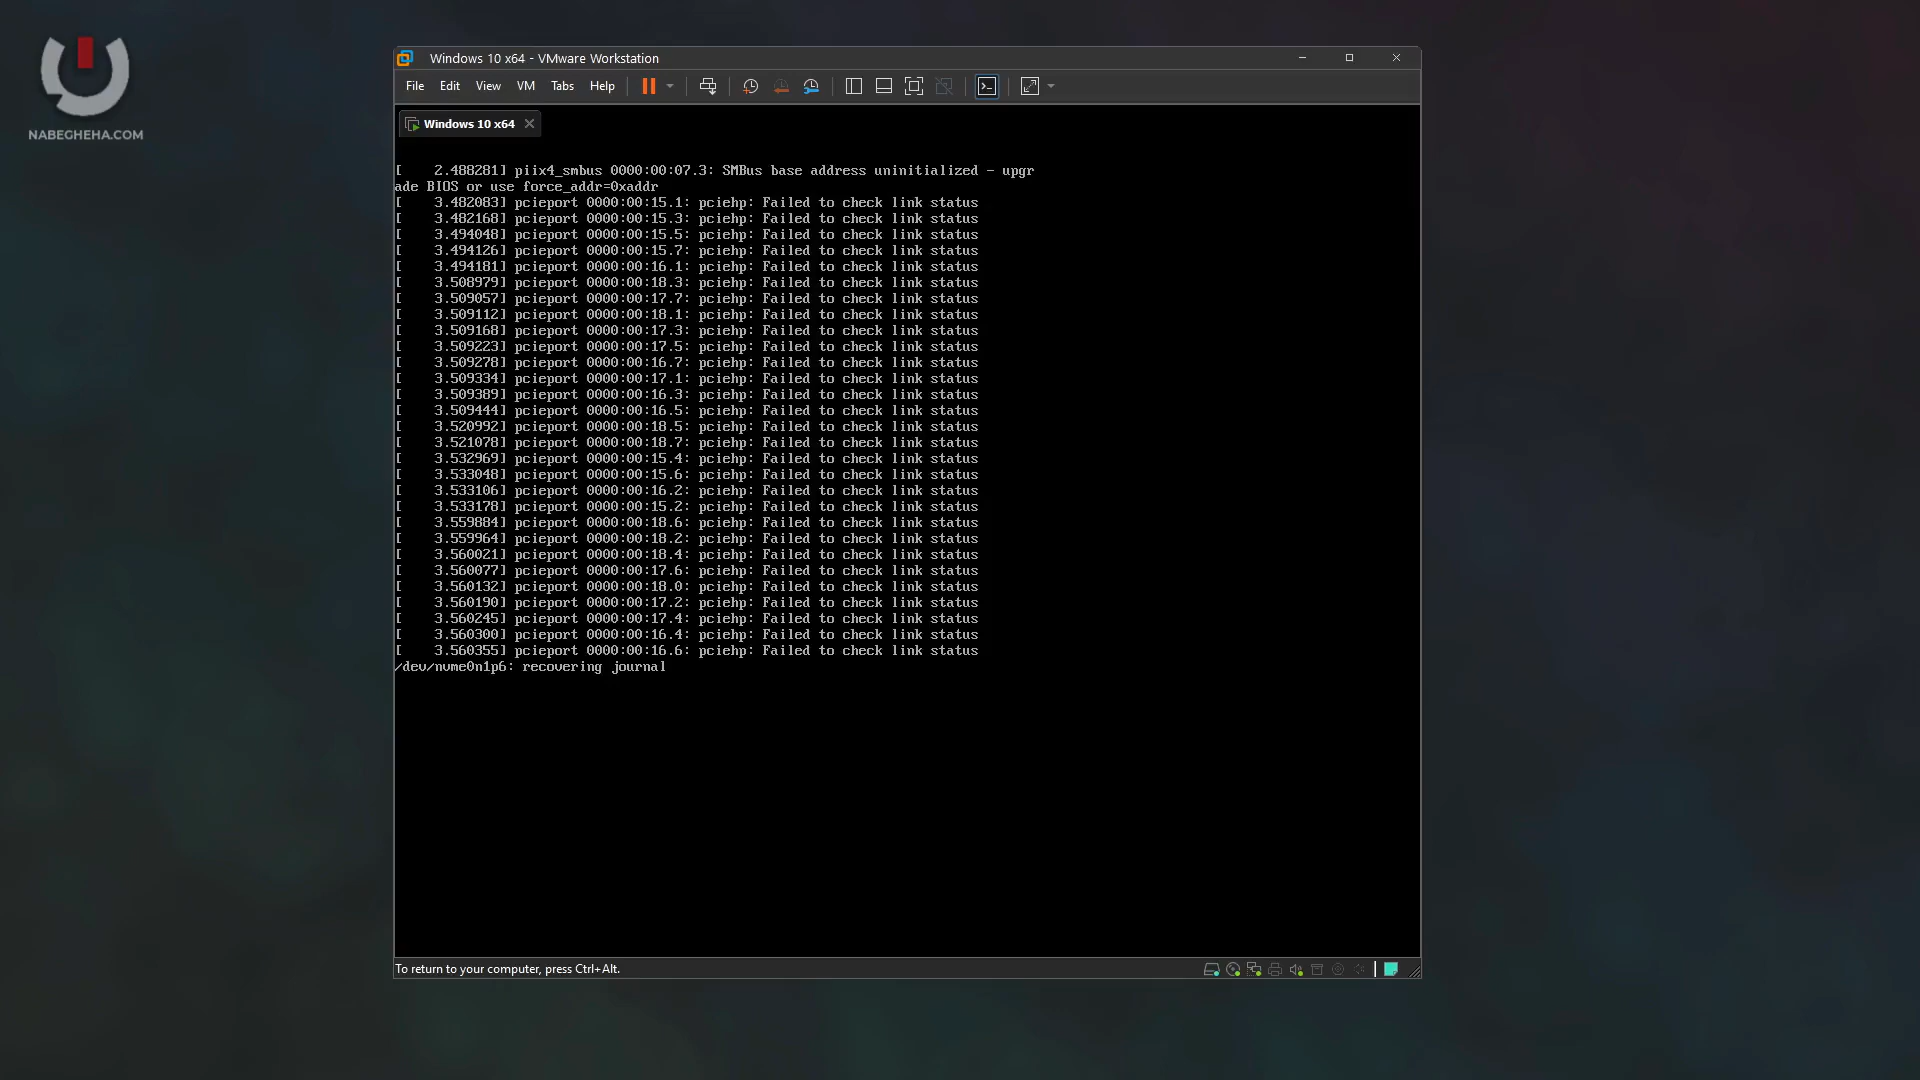 NABEGHEHA.COM
Windows 10 x64 - VMware Workstation
File Edit View VM Tabs Help
Windows 10 x64
[    2.488281] piix4_smbus 0000:00:07.3: SMBus base address uninitialized - upgr
ade BIOS or use force_addr=0xaddr
[    3.482083] pcieport 0000:00:15.1: pciehp: Failed to check link status
[    3.482168] pcieport 0000:00:15.3: pciehp: Failed to check link status
[    3.494048] pcieport 0000:00:15.5: pciehp: Failed to check link status
[    3.494126] pcieport 0000:00:15.7: pciehp: Failed to check link status
[    3.494181] pcieport 0000:00:16.1: pciehp: Failed to check link status
[    3.508979] pcieport 0000:00:18.3: pciehp: Failed to check link status
[    3.509057] pcieport 0000:00:17.7: pciehp: Failed to check link status
[    3.509112] pcieport 0000:00:18.1: pciehp: Failed to check link status
[    3.509168] pcieport 0000:00:17.3: pciehp: Failed to check link status
[    3.509223] pcieport 0000:00:17.5: pciehp: Failed to check link status
[    3.509278] pcieport 0000:00:16.7: pciehp: Failed to check link status
[    3.509334] pcieport 0000:00:17.1: pciehp: Failed to check link status
[    3.509389] pcieport 0000:00:16.3: pciehp: Failed to check link status
[    3.509444] pcieport 0000:00:16.5: pciehp: Failed to check link status
[    3.520992] pcieport 0000:00:18.5: pciehp: Failed to check link status
[    3.521078] pcieport 0000:00:18.7: pciehp: Failed to check link status
[    3.532969] pcieport 0000:00:15.4: pciehp: Failed to check link status
[    3.533048] pcieport 0000:00:15.6: pciehp: Failed to check link status
[    3.533106] pcieport 0000:00:16.2: pciehp: Failed to check link status
[    3.533178] pcieport 0000:00:15.2: pciehp: Failed to check link status
[    3.559884] pcieport 0000:00:18.6: pciehp: Failed to check link status
[    3.559964] pcieport 0000:00:18.2: pciehp: Failed to check link status
[    3.560021] pcieport 0000:00:18.4: pciehp: Failed to check link status
[    3.560077] pcieport 0000:00:17.6: pciehp: Failed to check link status
[    3.560132] pcieport 0000:00:18.0: pciehp: Failed to check link status
[    3.560190] pcieport 0000:00:17.2: pciehp: Failed to check link status
[    3.560245] pcieport 0000:00:17.4: pciehp: Failed to check link status
[    3.560300] pcieport 0000:00:16.4: pciehp: Failed to check link status
[    3.560355] pcieport 0000:00:16.6: pciehp: Failed to check link status
/dev/nvme0n1p6: recovering journal
To return to your computer, press Ctrl+Alt.